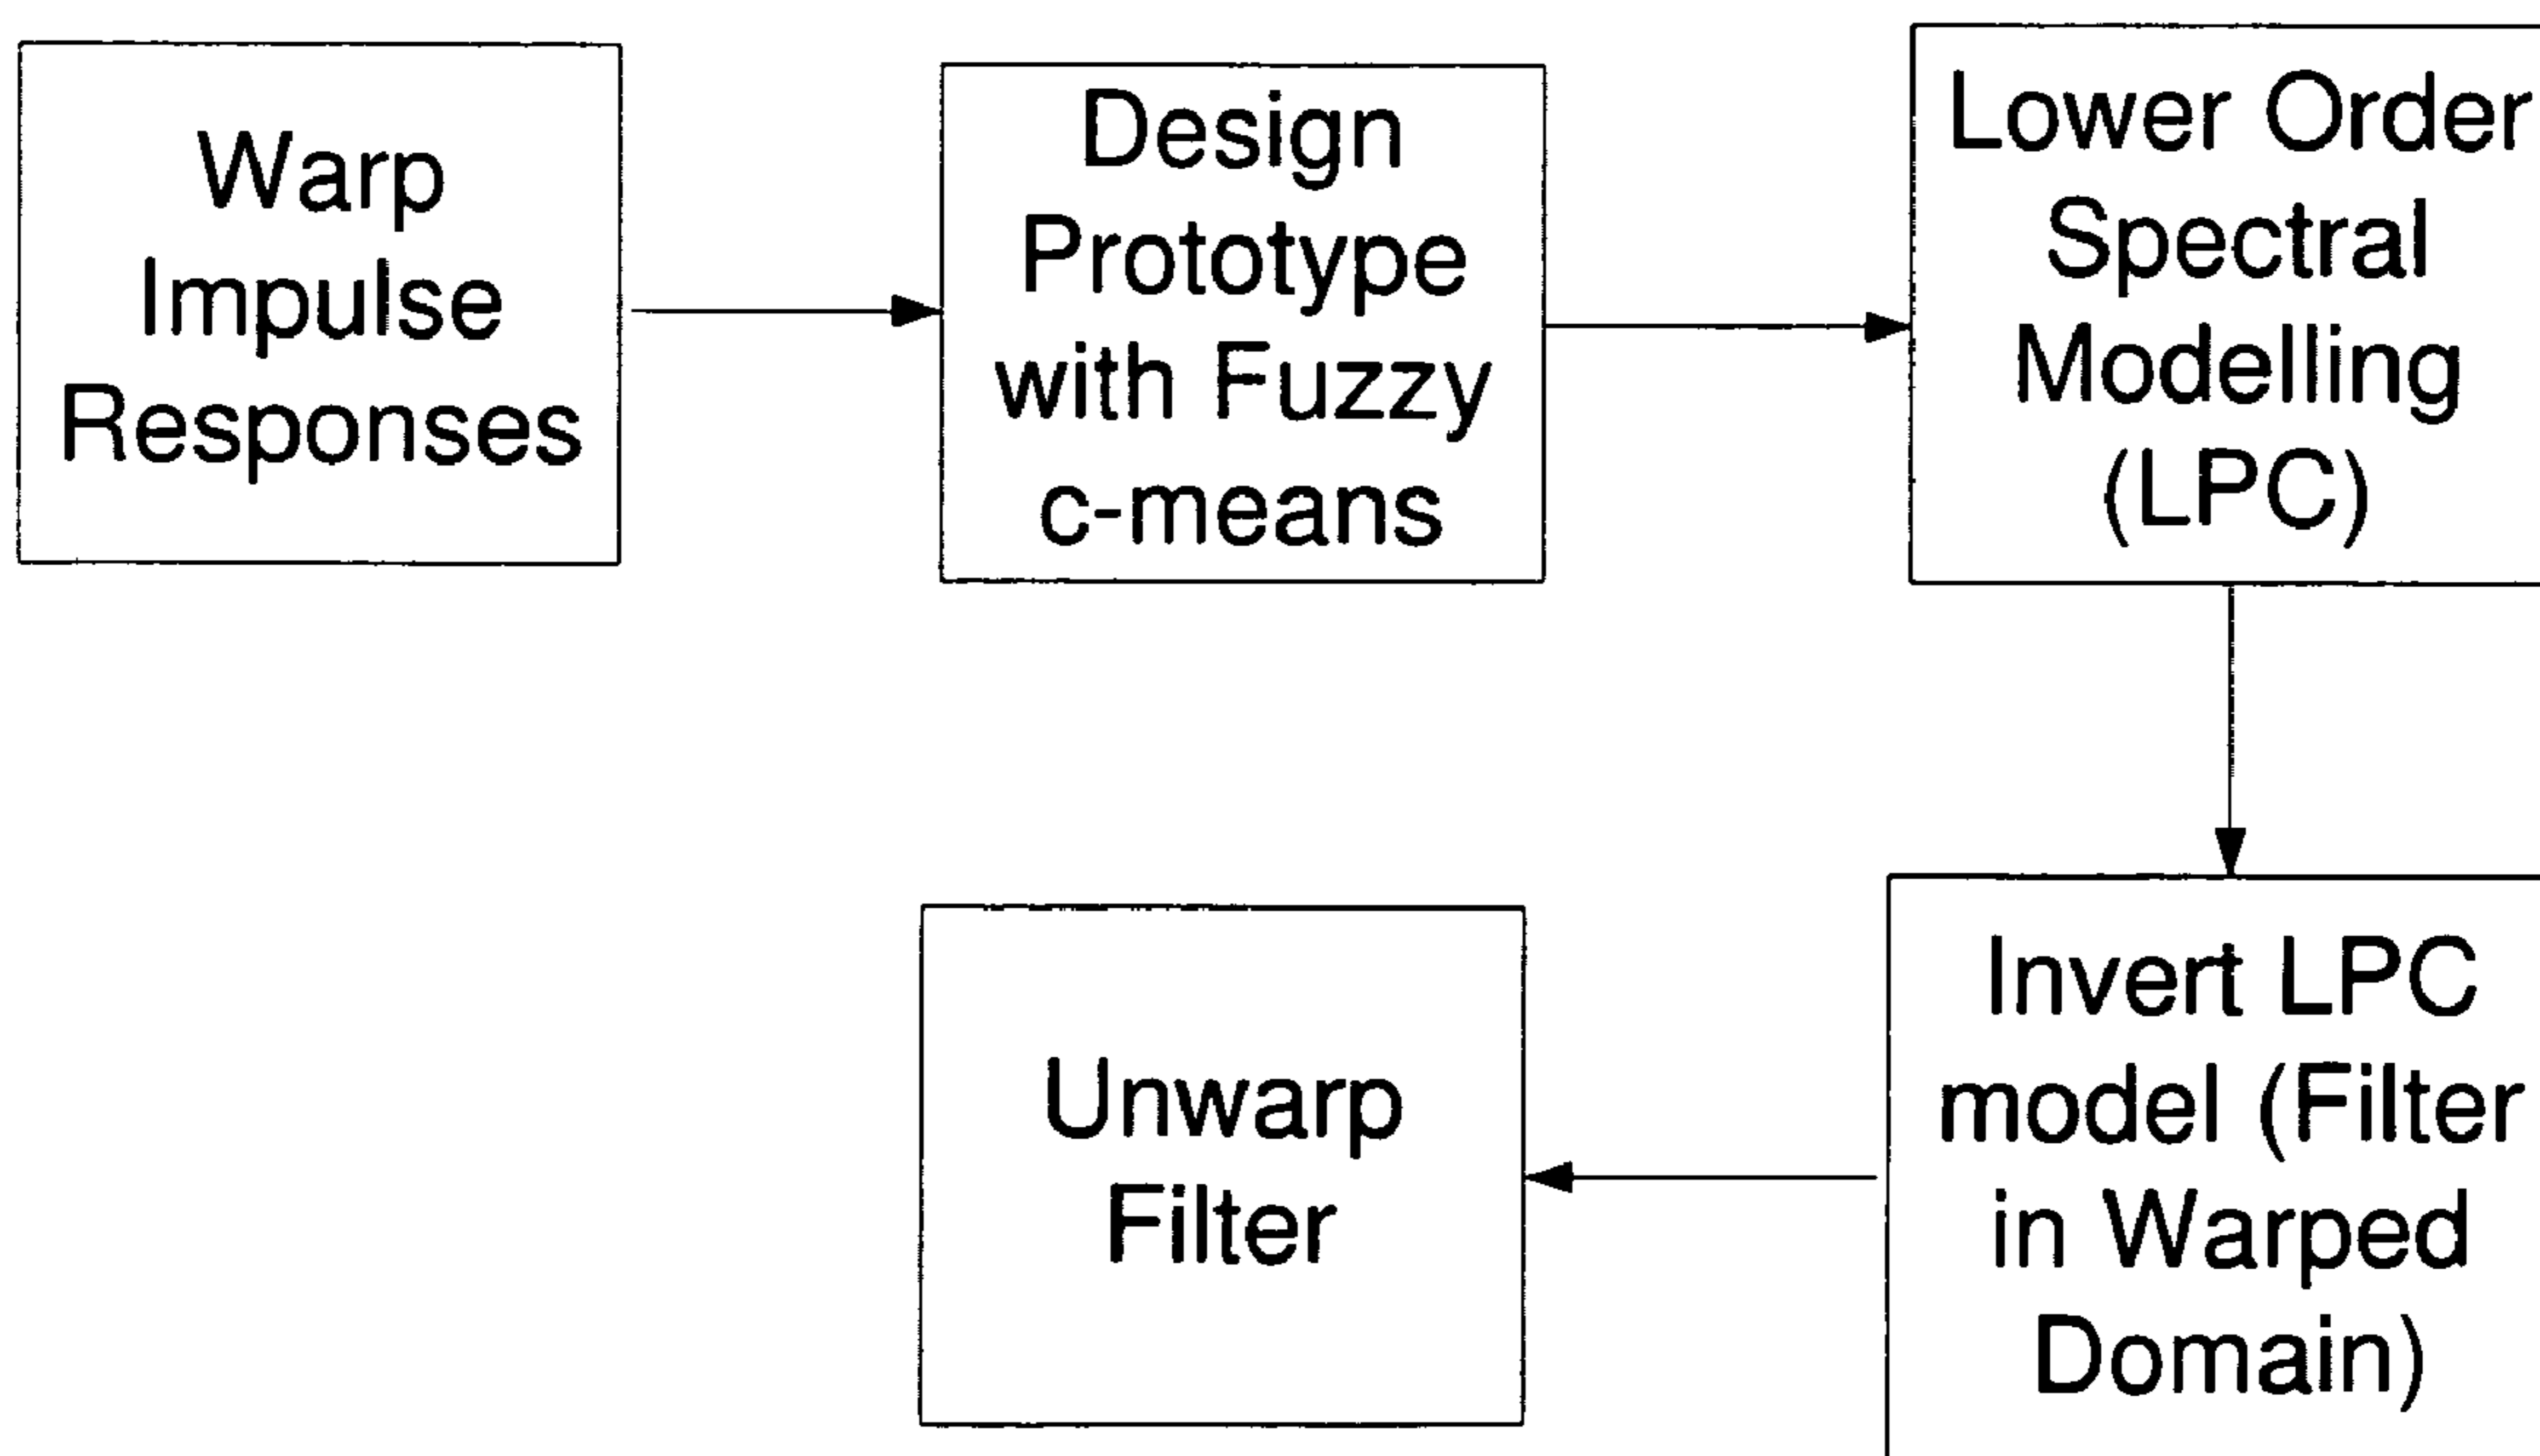 Warp
Impulse
Responses
Design
Prototype
with Fuzzy
c-means
Lower Order
Spectral
Modelling
(LPC)
Invert LPC
model (Filter
in Warped
Domain)
Unwarp
Filter